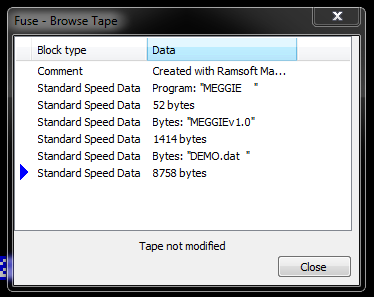 Fuse - Browse Tape
Block type Data
Comment Created with Ramsoft Ma...
Standard Speed Data Program: "MEGGIE    "
Standard Speed Data 52 bytes
Standard Speed Data Bytes: "MEGGIEv1.0"
Standard Speed Data 1414 bytes
Standard Speed Data Bytes: "DEMO.dat  "
Standard Speed Data 8758 bytes
Tape not modified
Close